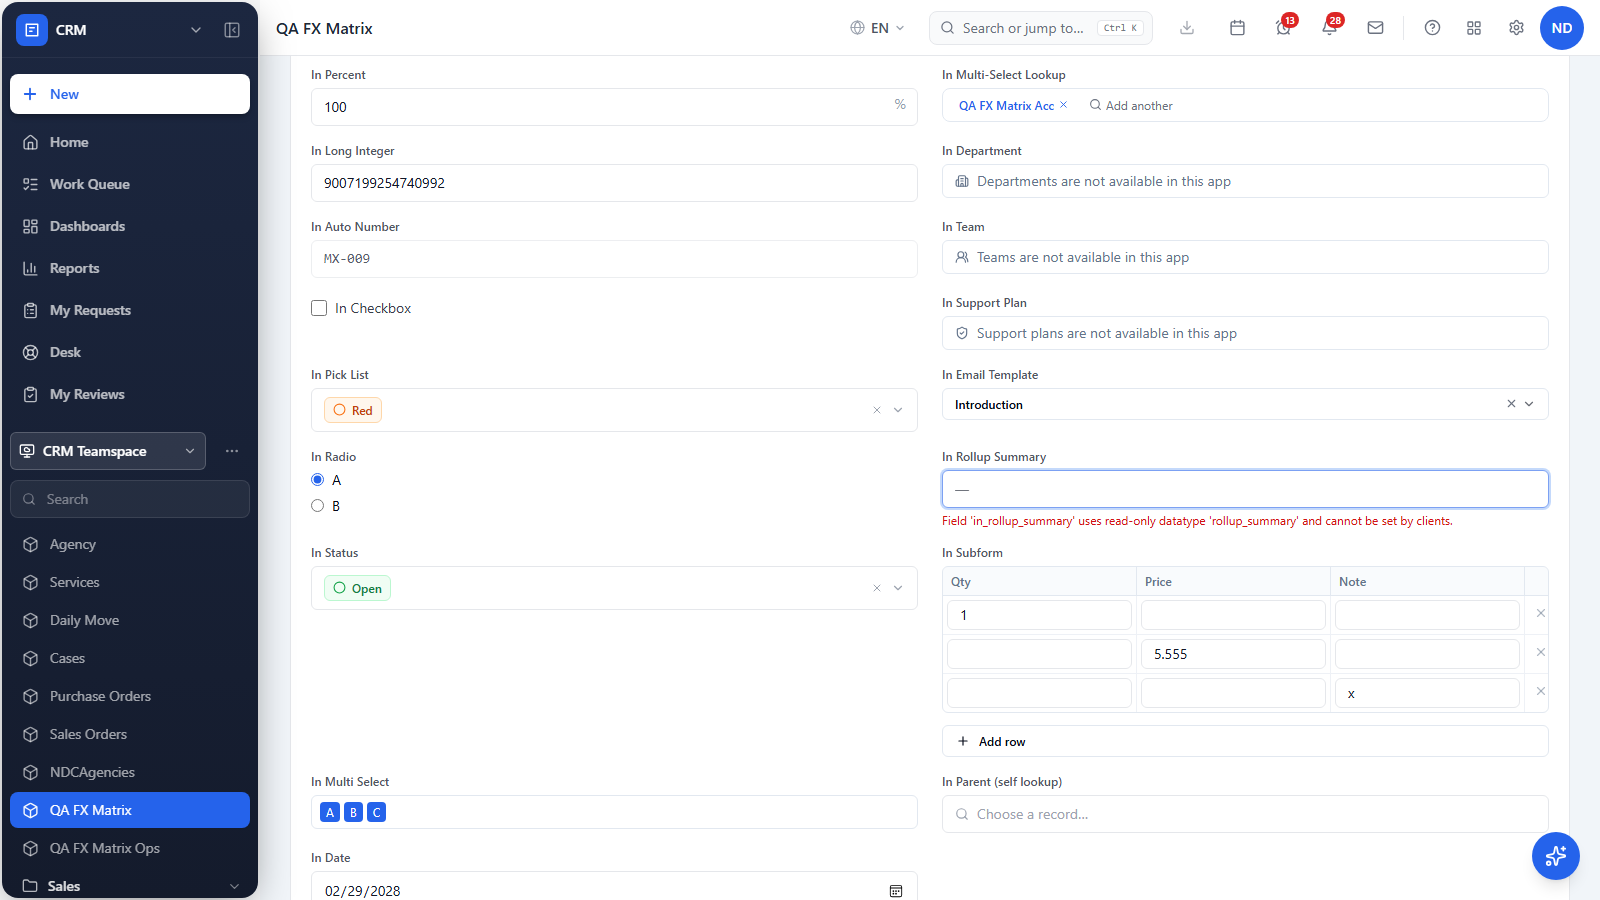 CRM
New
Home
Work Queue
Dashboards
Reports
My Requests
Desk
My Reviews
CRM Teamspace
Search
Agency
Services
Daily Move
Cases
Purchase Orders
Sales Orders
NDCAgencies
QA FX Matrix
QA FX Matrix Ops
Sales
QA FX Matrix
EN
Search or jump to...
Ctrl K
13
28
ND
In Percent
100
%
In Long Integer
9007199254740992
In Auto Number
MX-009
In Checkbox
In Pick List
Red
In Radio
A
B
In Status
Open
In Multi Select
A B C
In Date
02/29/2028
In Multi-Select Lookup
QA FX Matrix Acc
Add another
In Department
Departments are not available in this app
In Team
Teams are not available in this app
In Support Plan
Support plans are not available in this app
In Email Template
Introduction
In Rollup Summary
—
Field 'in_rollup_summary' uses read-only datatype 'rollup_summary' and cannot be set by clients.
In Subform
Qty Price Note
1
5.555
x
Add row
In Parent (self lookup)
Choose a record...